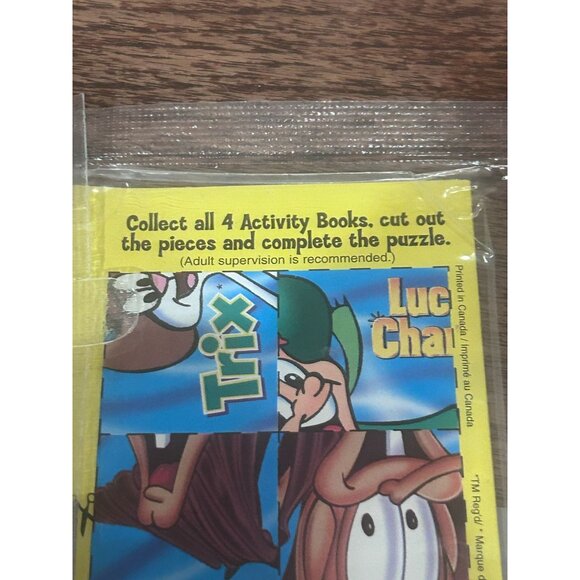 Collect all 4 Activity Books, cut out
the pieces and complete the puzzle.
(Adult supervision is recommended.)
Trix
Luc
Cha
Printed in Canada / Imprimé au Canada
*TM Reg'd/ * Marque d